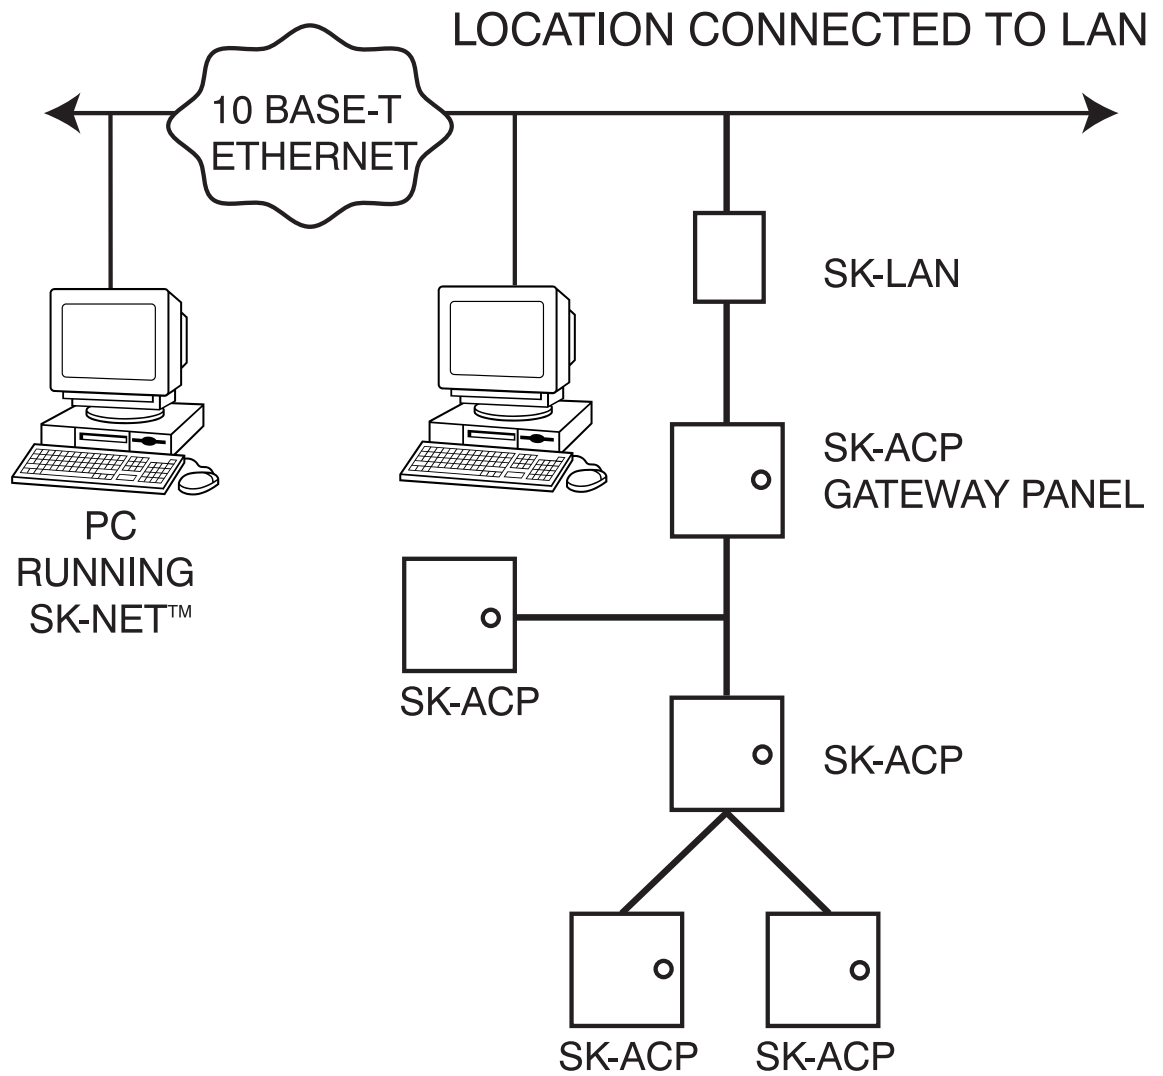 LOCATION CONNECTED TO LAN
10 BASE-T
ETHERNET
SK-LAN
SK-ACP
GATEWAY PANEL
PC
RUNNING
SK-NET™
SK-ACP
SK-ACP
SK-ACP
SK-ACP